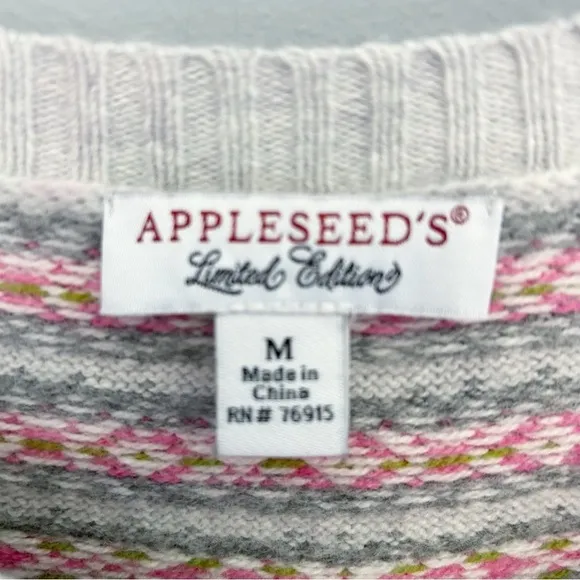 APPLESEED'S®
Limited Edition
M
Made in
China
RN# 76915